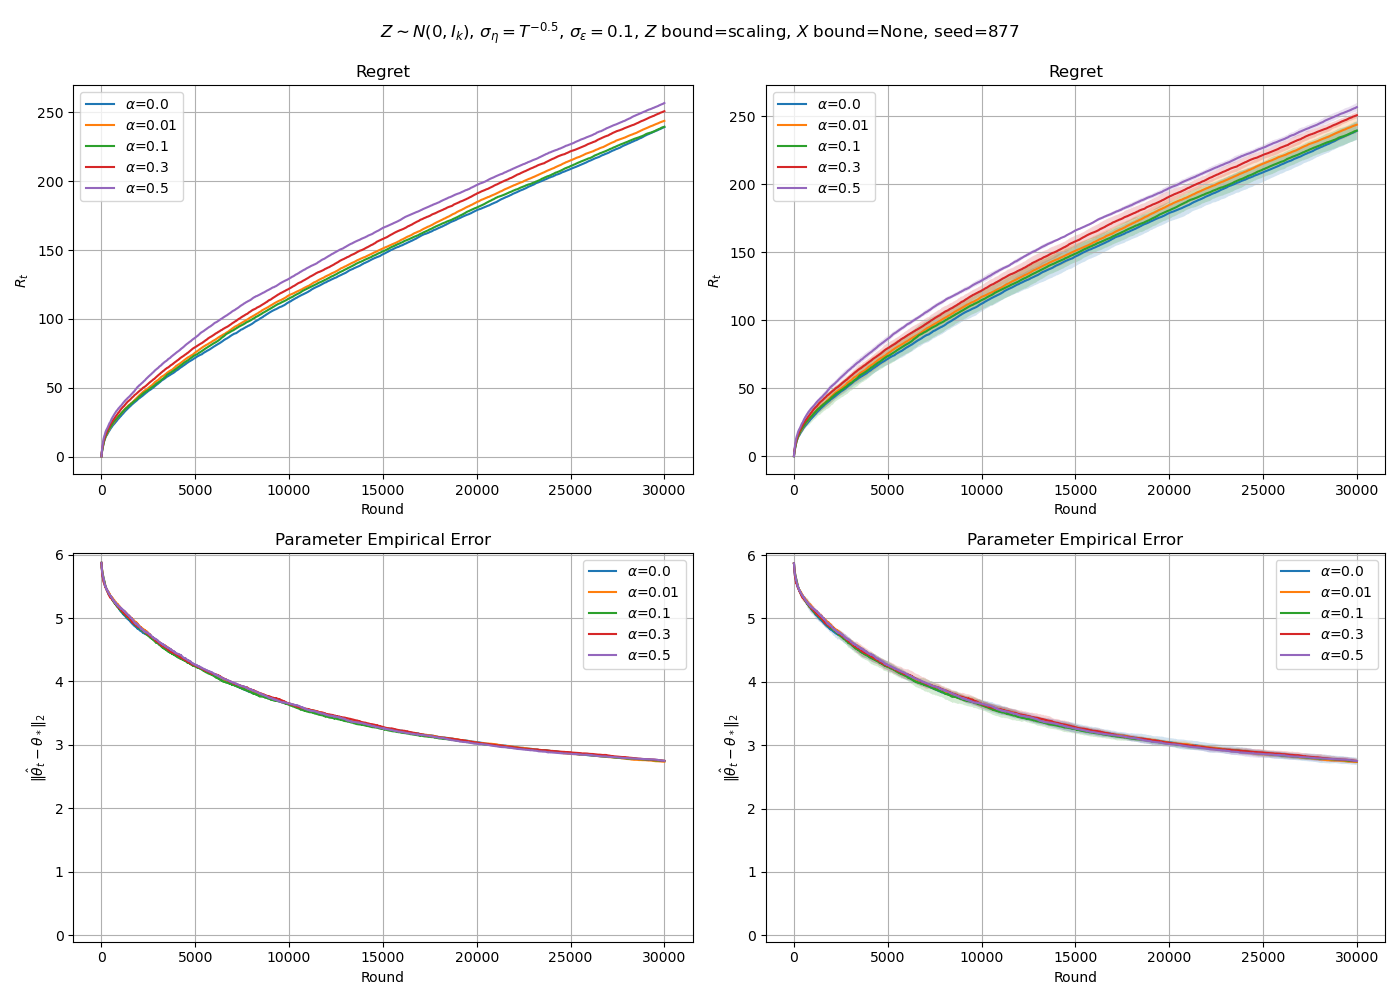 Z ∼ N(0, I_k), σ_η = T^{−0.5}, σ_ε = 0.1, Z bound=scaling, X bound=None, seed=877
Regret
R_t
250
200
150
100
50
0
α=0.0
α=0.01
α=0.1
α=0.3
α=0.5
0 5000 10000 15000 20000 25000 30000
Round
Regret
R_t
250
200
150
100
50
0
α=0.0
α=0.01
α=0.1
α=0.3
α=0.5
0 5000 10000 15000 20000 25000 30000
Round
Parameter Empirical Error
‖θ̂_t − θ_*‖_2
6
5
4
3
2
1
0
α=0.0
α=0.01
α=0.1
α=0.3
α=0.5
0 5000 10000 15000 20000 25000 30000
Round
Parameter Empirical Error
‖θ̂_t − θ_*‖_2
6
5
4
3
2
1
0
α=0.0
α=0.01
α=0.1
α=0.3
α=0.5
0 5000 10000 15000 20000 25000 30000
Round